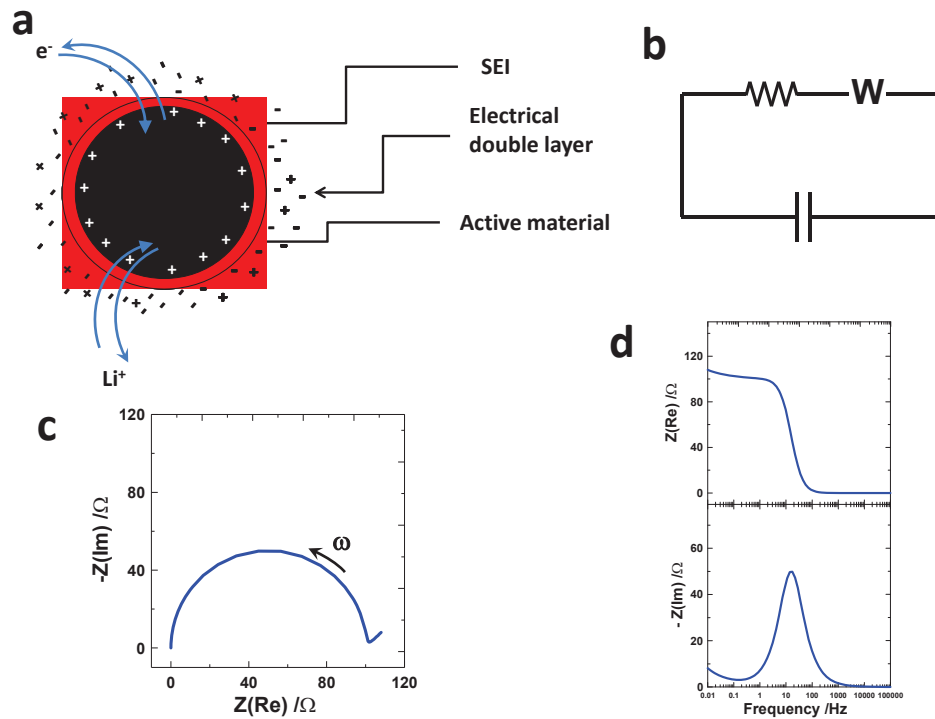 a
e-
SEI
Electrical
double layer
Active material
Li+
b
W
c
120
80
40
0
-Z(Im) /Ω
ω
0 40 80 120
Z(Re) /Ω
d
120
80
40
0
Z(Re) /Ω
60
40
20
0
- Z(Im) /Ω
0.01 0.1 1 10 100 1000 10000 100000
Frequency /Hz